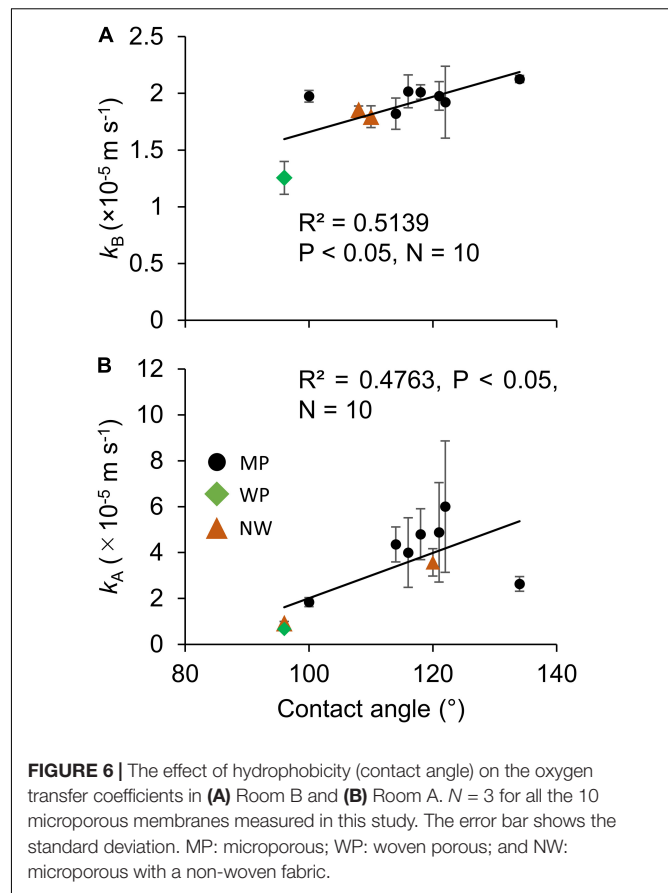 A
2.5
2
1.5
1
0.5
0
k_B (×10⁻⁵ m s⁻¹)
R² = 0.5139
P < 0.05, N = 10
B
12
10
8
6
4
2
0
k_A (×10⁻⁵ m s⁻¹)
R² = 0.4763, P < 0.05,
N = 10
MP
WP
NW
80 100 120 140
Contact angle (°)
FIGURE 6 | The effect of hydrophobicity (contact angle) on the oxygen
transfer coefficients in (A) Room B and (B) Room A. N = 3 for all the 10
microporous membranes measured in this study. The error bar shows the
standard deviation. MP: microporous; WP: woven porous; and NW:
microporous with a non-woven fabric.